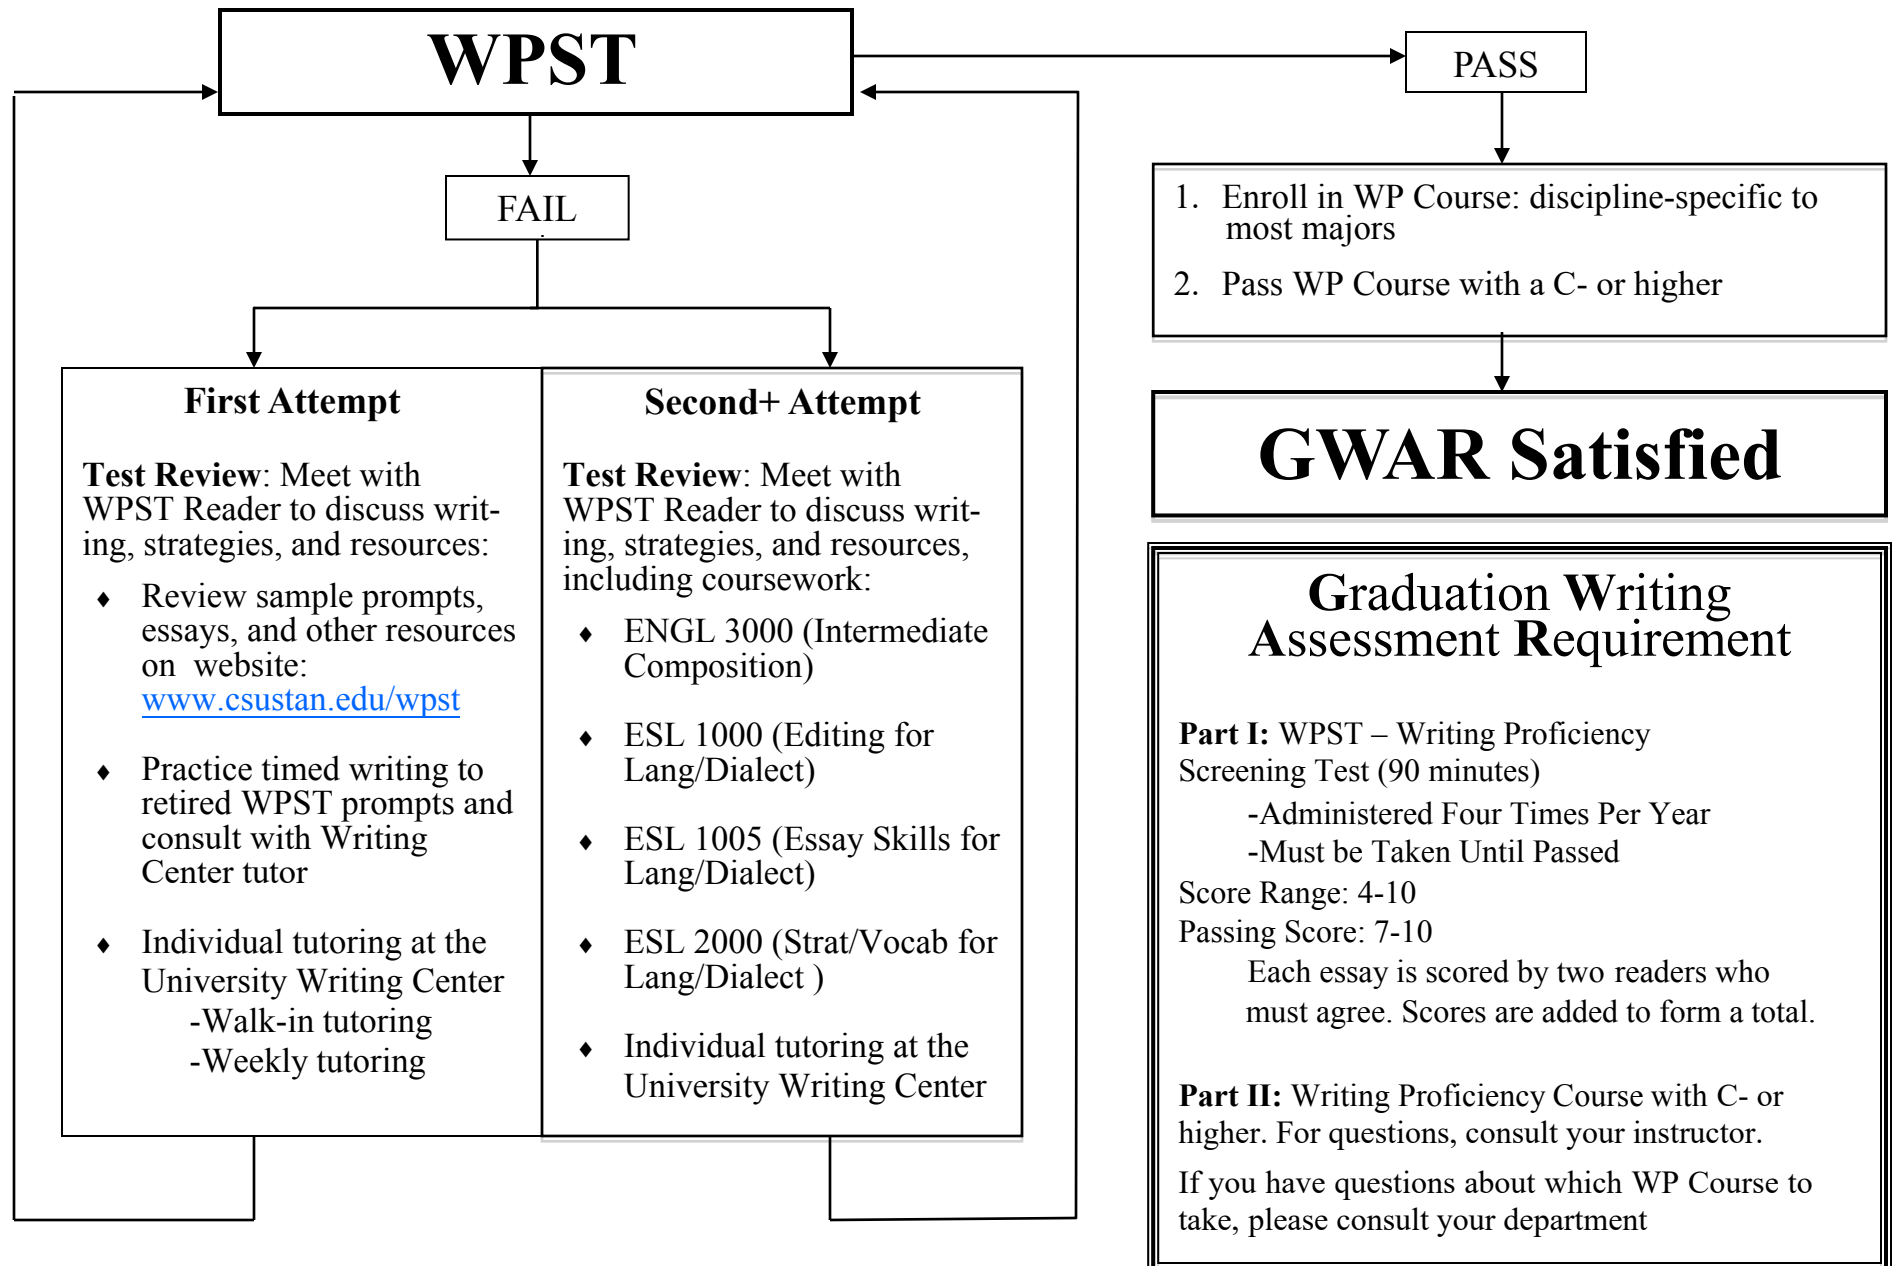 WPST
PASS
FAIL
1. Enroll in WP Course: discipline-specific to
most majors
2. Pass WP Course with a C- or higher
GWAR Satisfied
First Attempt
Test Review: Meet with
WPST Reader to discuss writ-
ing, strategies, and resources:
♦ Review sample prompts,
essays, and other resources
on website:
www.csustan.edu/wpst
♦ Practice timed writing to
retired WPST prompts and
consult with Writing
Center tutor
♦ Individual tutoring at the
University Writing Center
-Walk-in tutoring
-Weekly tutoring
Second+ Attempt
Test Review: Meet with
WPST Reader to discuss writ-
ing, strategies, and resources,
including coursework:
♦ ENGL 3000 (Intermediate
Composition)
♦ ESL 1000 (Editing for
Lang/Dialect)
♦ ESL 1005 (Essay Skills for
Lang/Dialect)
♦ ESL 2000 (Strat/Vocab for
Lang/Dialect )
♦ Individual tutoring at the
University Writing Center
Graduation Writing
Assessment Requirement
Part I: WPST – Writing Proficiency
Screening Test (90 minutes)
-Administered Four Times Per Year
-Must be Taken Until Passed
Score Range: 4-10
Passing Score: 7-10
Each essay is scored by two readers who
must agree. Scores are added to form a total.
Part II: Writing Proficiency Course with C- or
higher. For questions, consult your instructor.
If you have questions about which WP Course to
take, please consult your department